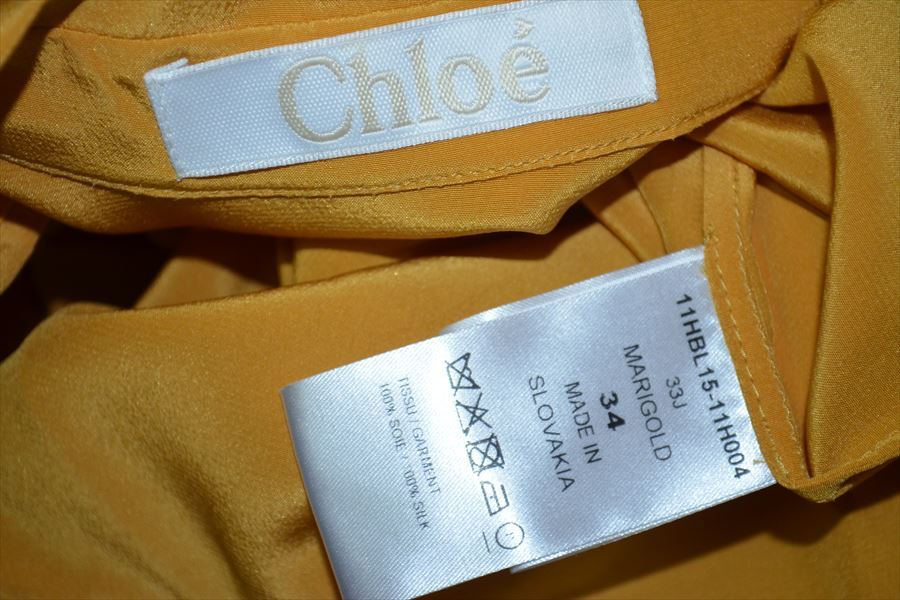 Chloé
11HBL15-11H004
33J
MARIGOLD
34
MADE IN
SLOVAKIA
TISSU / GARMENT
100% SOIE / 100% SILK